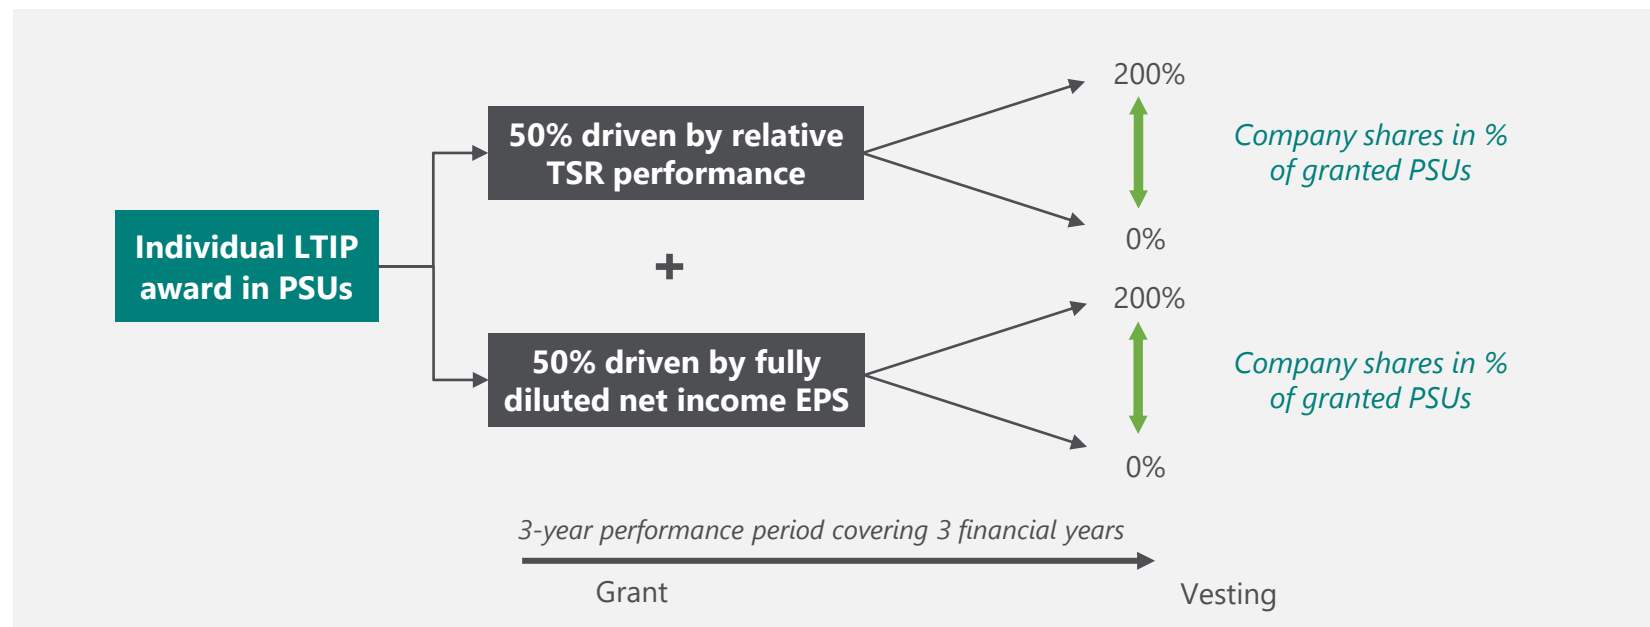 Individual LTIP
award in PSUs
50% driven by relative
TSR performance
+
50% driven by fully
diluted net income EPS
200%
0%
Company shares in %
of granted PSUs
200%
0%
Company shares in %
of granted PSUs
3-year performance period covering 3 financial years
Grant
Vesting